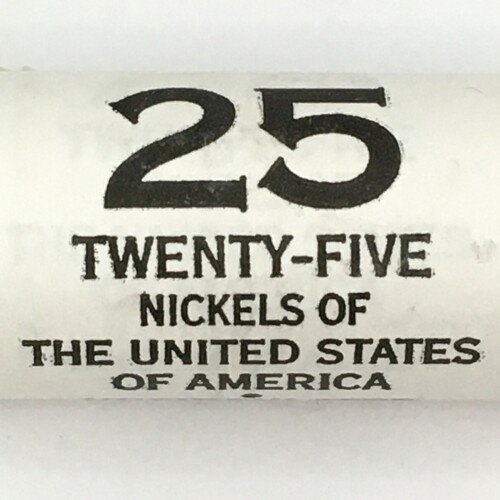 25
TWENTY-FIVE
NICKELS OF
THE UNITED STATES
OF AMERICA